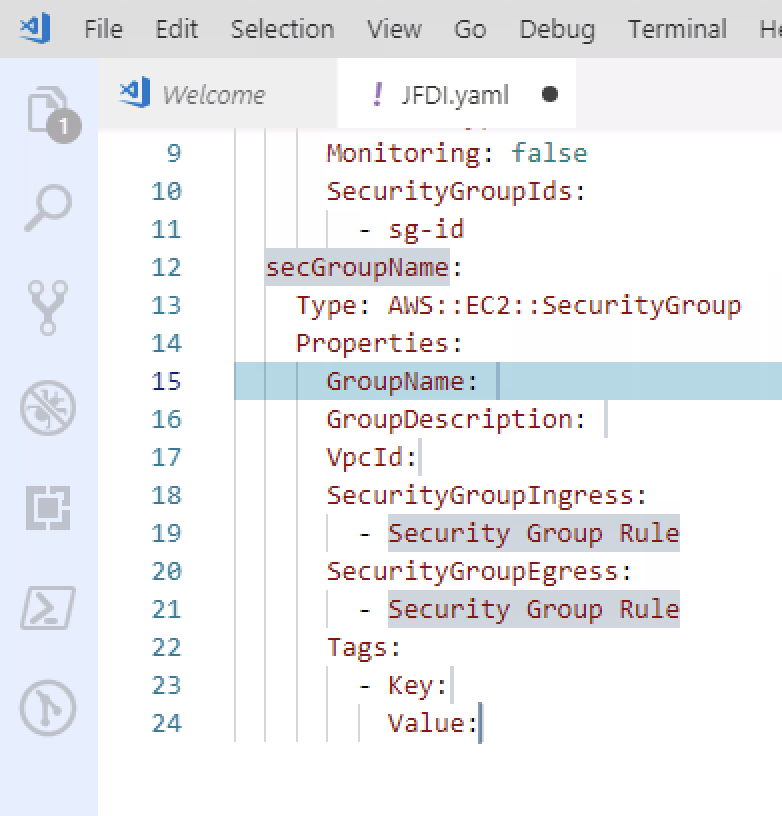 File Edit Selection View Go Debug Terminal He
Welcome ! JFDI.yaml
1
9 Monitoring: false
10 SecurityGroupIds:
11 - sg-id
12 secGroupName:
13 Type: AWS::EC2::SecurityGroup
14 Properties:
15 GroupName:
16 GroupDescription:
17 VpcId:
18 SecurityGroupIngress:
19 - Security Group Rule
20 SecurityGroupEgress:
21 - Security Group Rule
22 Tags:
23 - Key:
24 Value: